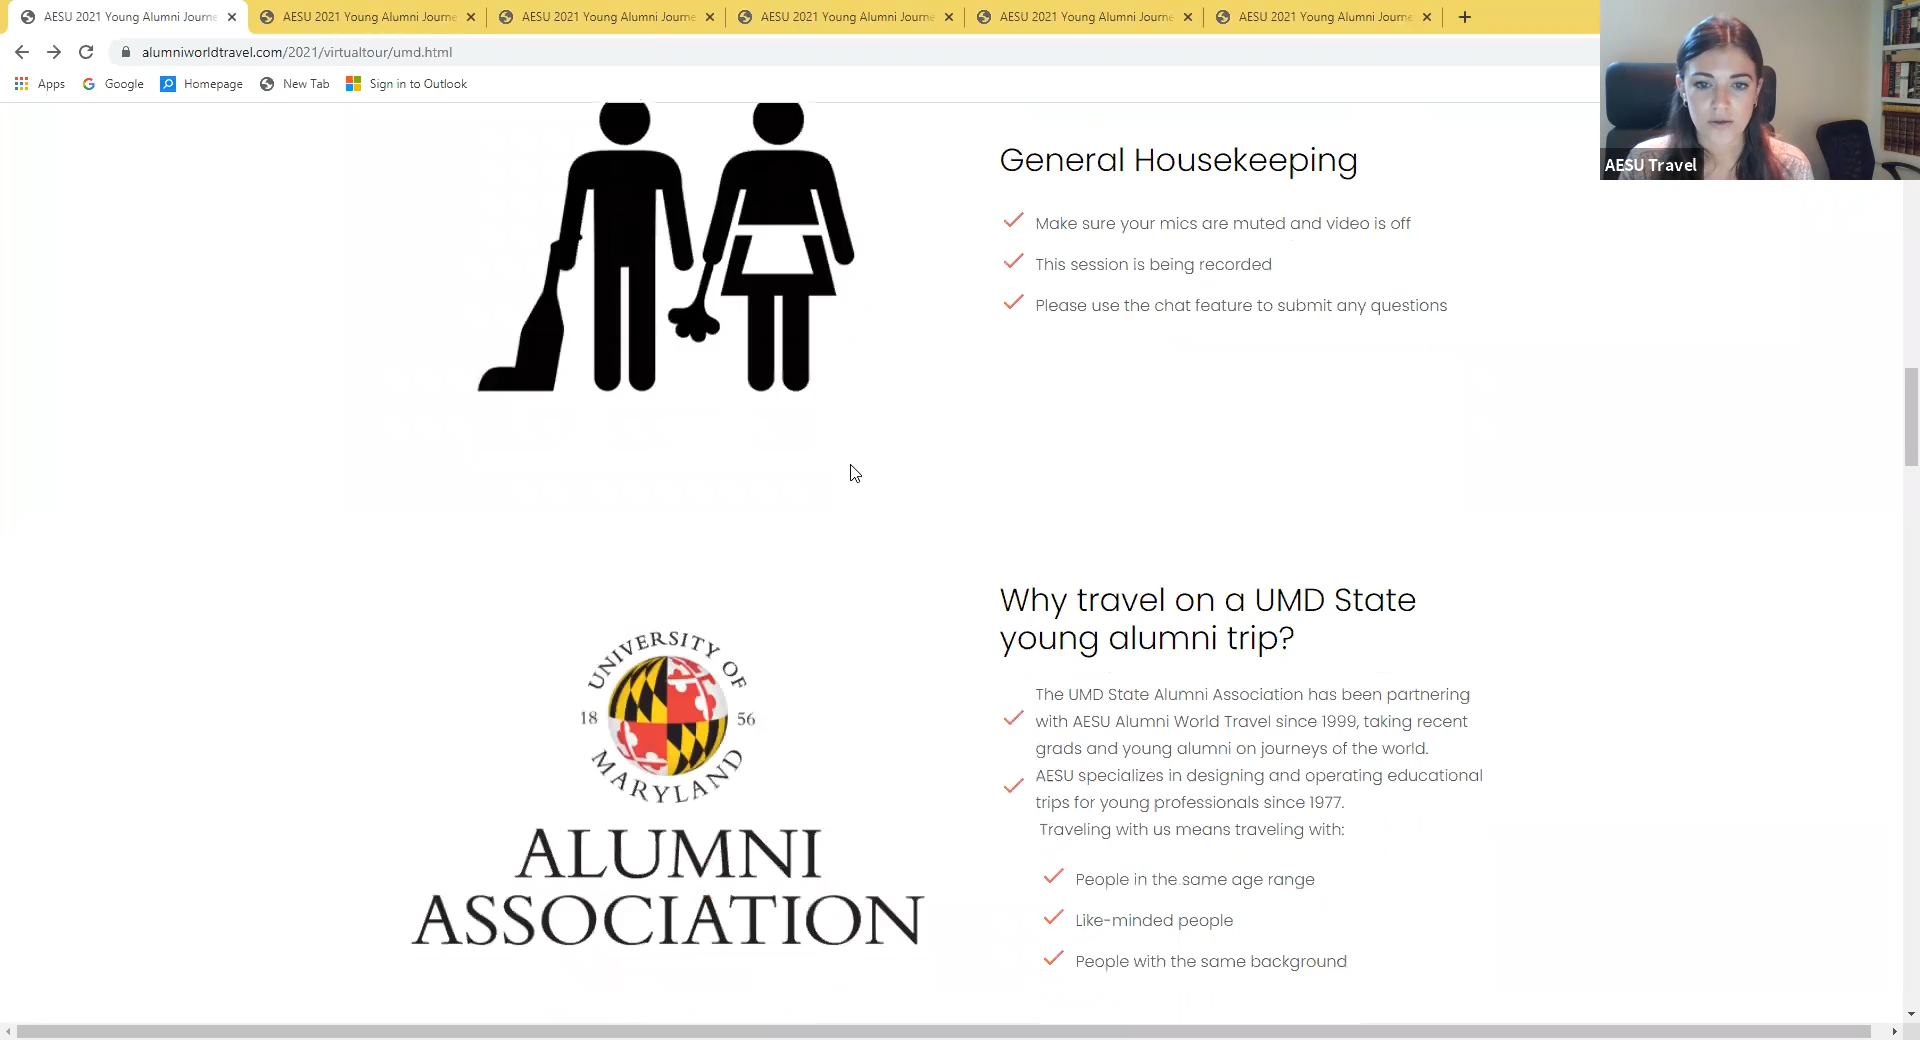 AESU 2021 Young Alumni Journe
AESU 2021 Young Alumni Journe
AESU 2021 Young Alumni Journe
AESU 2021 Young Alumni Journe
AESU 2021 Young Alumni Journe
AESU 2021 Young Alumni Journe
alumniworldtravel.com/2021/virtualtour/umd.html
Apps
Google
Homepage
New Tab
Sign in to Outlook
AESU Travel
General Housekeeping
Make sure your mics are muted and video is off
This session is being recorded
Please use the chat feature to submit any questions
UNIVERSITY OF
18 56
MARYLAND
ALUMNI
ASSOCIATION
Why travel on a UMD State
young alumni trip?
The UMD State Alumni Association has been partnering
with AESU Alumni World Travel since 1999, taking recent
grads and young alumni on journeys of the world.
AESU specializes in designing and operating educational
trips for young professionals since 1977.
Traveling with us means traveling with:
People in the same age range
Like-minded people
People with the same background